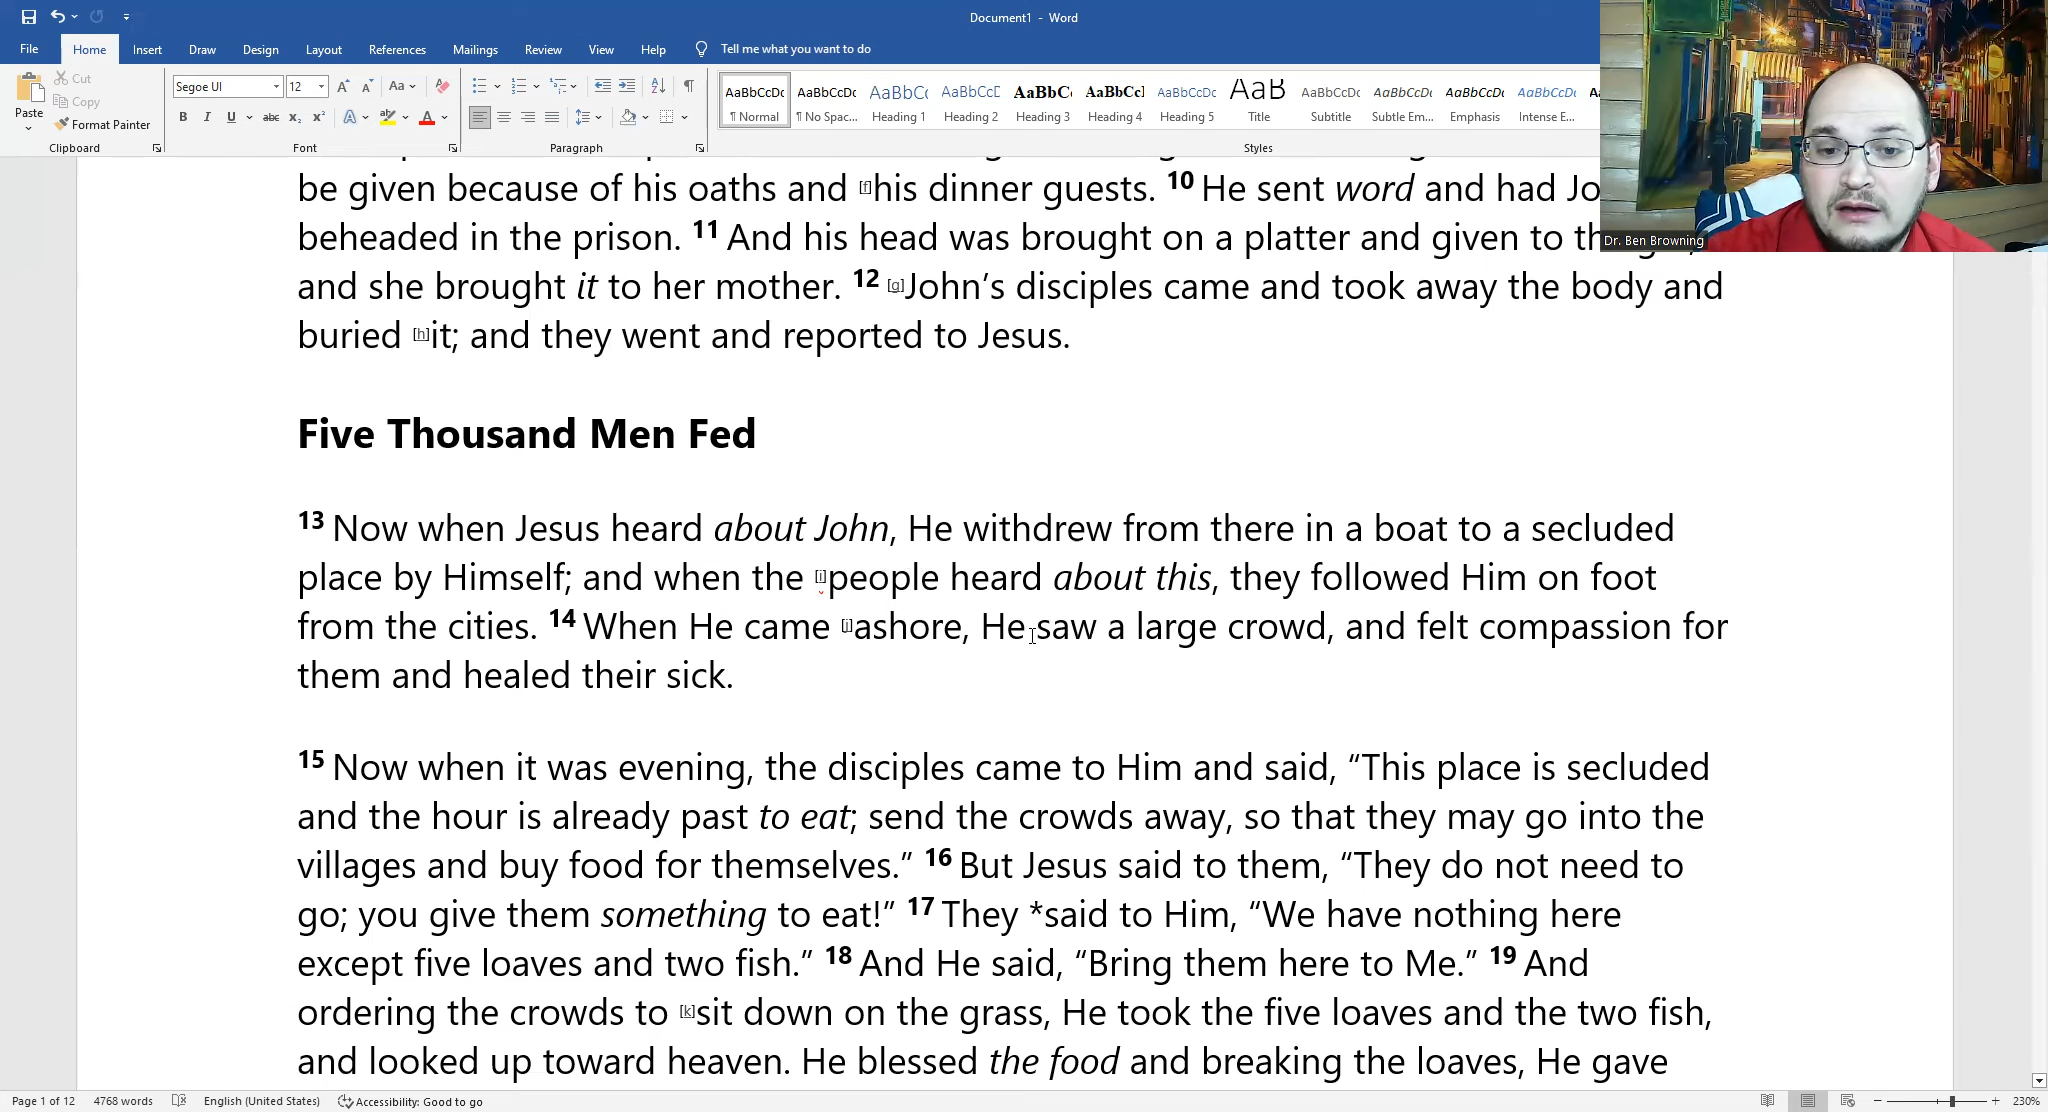 Document1 - Word
File Home Insert Draw Design Layout References Mailings Review View Help Tell me what you want to do
Paste Cut Copy Format Painter
Segoe UI 12
B I U abc x₂ x² A A Aa
AaBbCcDc AaBbCcDc AaBbCc AaBbCcD AaBbCc AaBbCcI AaBbCcDc AaB AaBbCcDc AaBbCcDc AaBbCcDc AaBbCcDc
¶ Normal ¶ No Spac... Heading 1 Heading 2 Heading 3 Heading 4 Heading 5 Title Subtitle Subtle Em... Emphasis Intense E...
Clipboard Font Paragraph Styles
Dr. Ben Browning
be given because of his oaths and [f]his dinner guests. 10 He sent word and had Jo
beheaded in the prison. 11 And his head was brought on a platter and given to
and she brought it to her mother. 12 [g]John’s disciples came and took away the body and
buried [h]it; and they went and reported to Jesus.
Five Thousand Men Fed
13 Now when Jesus heard about John, He withdrew from there in a boat to a secluded
place by Himself; and when the [i]people heard about this, they followed Him on foot
from the cities. 14 When He came [j]ashore, He saw a large crowd, and felt compassion for
them and healed their sick.
15 Now when it was evening, the disciples came to Him and said, “This place is secluded
and the hour is already past to eat; send the crowds away, so that they may go into the
villages and buy food for themselves.” 16 But Jesus said to them, “They do not need to
go; you give them something to eat!” 17 They *said to Him, “We have nothing here
except five loaves and two fish.” 18 And He said, “Bring them here to Me.” 19 And
ordering the crowds to [k]sit down on the grass, He took the five loaves and the two fish,
and looked up toward heaven. He blessed the food and breaking the loaves, He gave
Page 1 of 12 4768 words English (United States) Accessibility: Good to go 230%